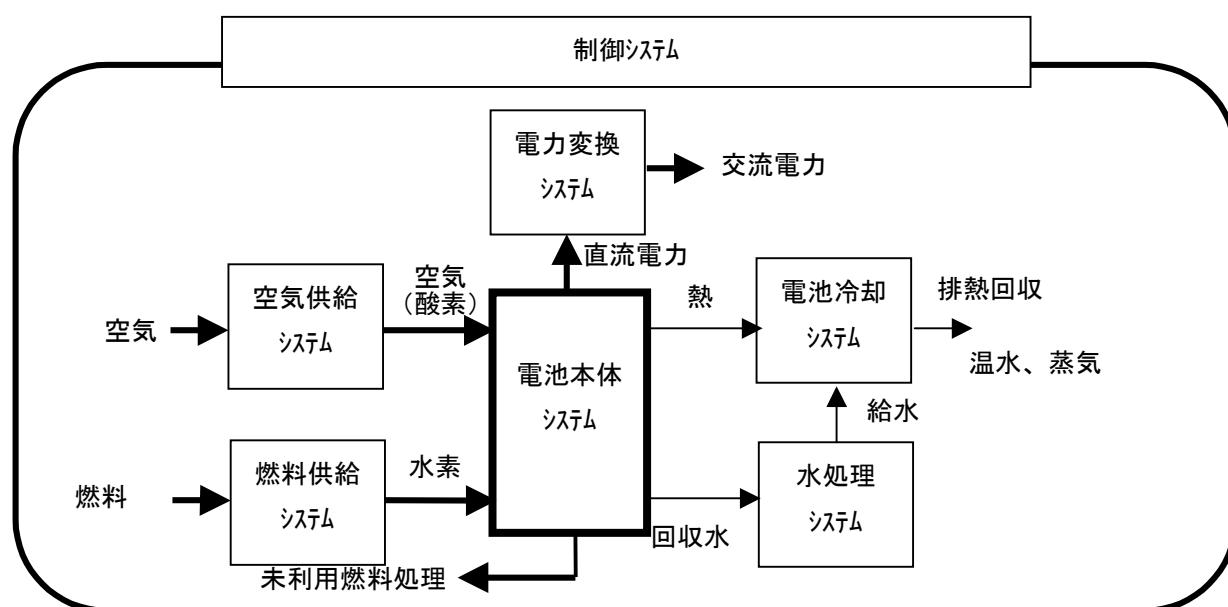 制御ｼｽﾃﾑ
電力変換
ｼｽﾃﾑ
交流電力
直流電力
空気
（酸素）
空気供給
ｼｽﾃﾑ
空気
熱
電池冷却
ｼｽﾃﾑ
排熱回収
温水、蒸気
電池本体
ｼｽﾃﾑ
給水
水素
燃料供給
ｼｽﾃﾑ
燃料
水処理
ｼｽﾃﾑ
回収水
未利用燃料処理